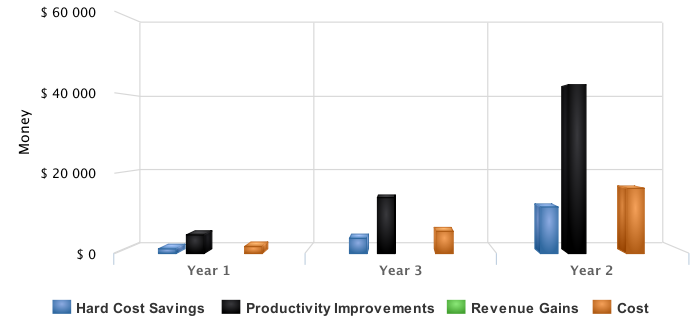 $ 60 000
$ 40 000
$ 20 000
$ 0
Money
Year 1 Year 3 Year 2
Hard Cost Savings Productivity Improvements Revenue Gains Cost